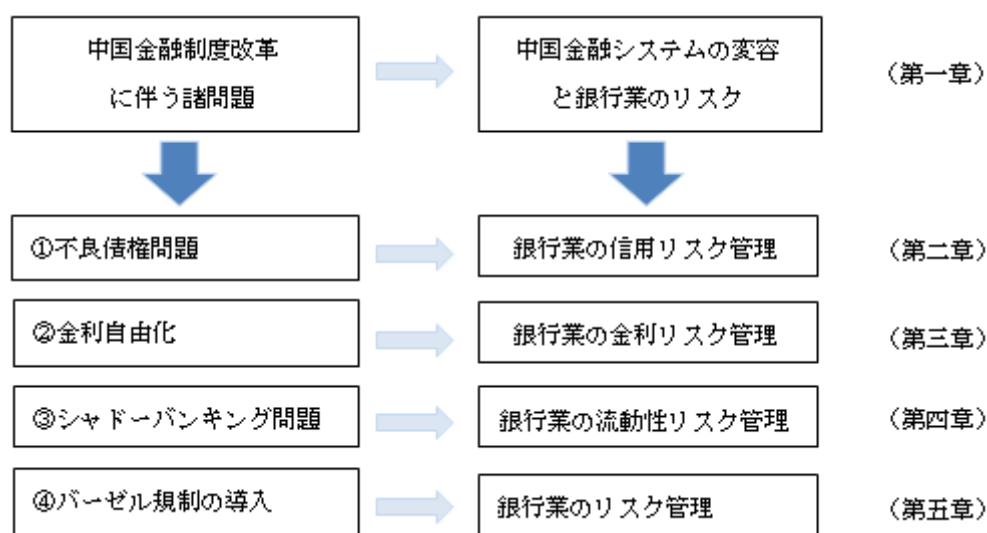 中国金融制度改革
に伴う諸問題
中国金融システムの変容
と銀行業のリスク
（第一章）
①不良債権問題
銀行業の信用リスク管理
（第二章）
②金利自由化
銀行業の金利リスク管理
（第三章）
③シャドーバンキング問題
銀行業の流動性リスク管理
（第四章）
④バーゼル規制の導入
銀行業のリスク管理
（第五章）